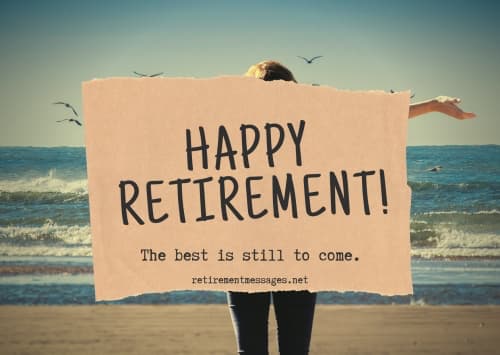 HAPPY
RETIREMENT!
The best is still to come.
retirementmessages.net